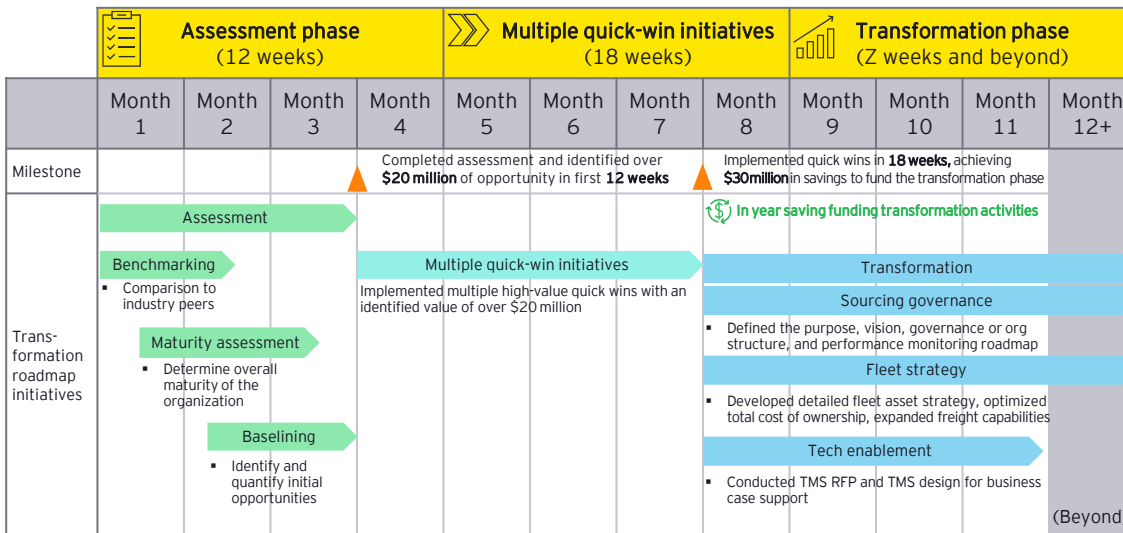 Assessment phase
(12 weeks)
Multiple quick-win initiatives
(18 weeks)
Transformation phase
(Z weeks and beyond)
Month
1
Month
2
Month
3
Month
4
Month
5
Month
6
Month
7
Month
8
Month
9
Month
10
Month
11
Month
12+
Milestone
Completed assessment and identified over
$20 million of opportunity in first 12 weeks
Implemented quick wins in 18 weeks, achieving
$30million in savings to fund the transformation phase
Trans-
formation
roadmap
initiatives
Assessment
$ In year saving funding transformation activities
Benchmarking
▪ Comparison to
industry peers
Multiple quick-win initiatives
Implemented multiple high-value quick wins with an
identified value of over $20 million
Transformation
Sourcing governance
▪ Defined the purpose, vision, governance or org
structure, and performance monitoring roadmap
Maturity assessment
▪ Determine overall
maturity of the
organization
Fleet strategy
▪ Developed detailed fleet asset strategy, optimized
total cost of ownership, expanded freight capabilities
Baselining
▪ Identify and
quantify initial
opportunities
Tech enablement
▪ Conducted TMS RFP and TMS design for business
case support
(Beyond)